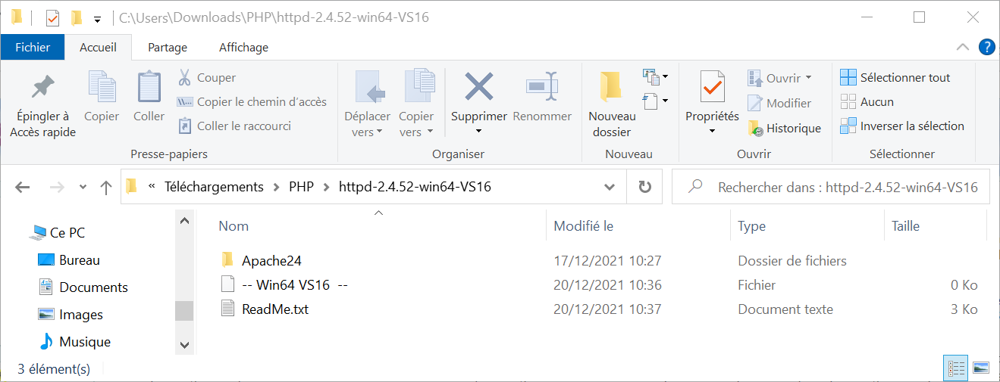 C:\Users\Downloads\PHP\httpd-2.4.52-win64-VS16
Fichier Accueil Partage Affichage
?
Épingler à
Accès rapide
Copier
Coller
Couper
Copier le chemin d'accès
Coller le raccourci
Presse-papiers
Déplacer
vers
Copier
vers
Supprimer
Renommer
Organiser
Nouveau
dossier
Nouveau
Propriétés
Ouvrir
Modifier
Historique
Ouvrir
Sélectionner tout
Aucun
Inverser la sélection
Sélectionner
« Téléchargements > PHP > httpd-2.4.52-win64-VS16
Rechercher dans : httpd-2.4.52-win64-VS16
Ce PC
Bureau
Documents
Images
Musique
Nom Modifié le Type Taille
Apache24 17/12/2021 10:27 Dossier de fichiers
-- Win64 VS16 -- 20/12/2021 10:36 Fichier 0 Ko
ReadMe.txt 20/12/2021 10:37 Document texte 3 Ko
3 élément(s)